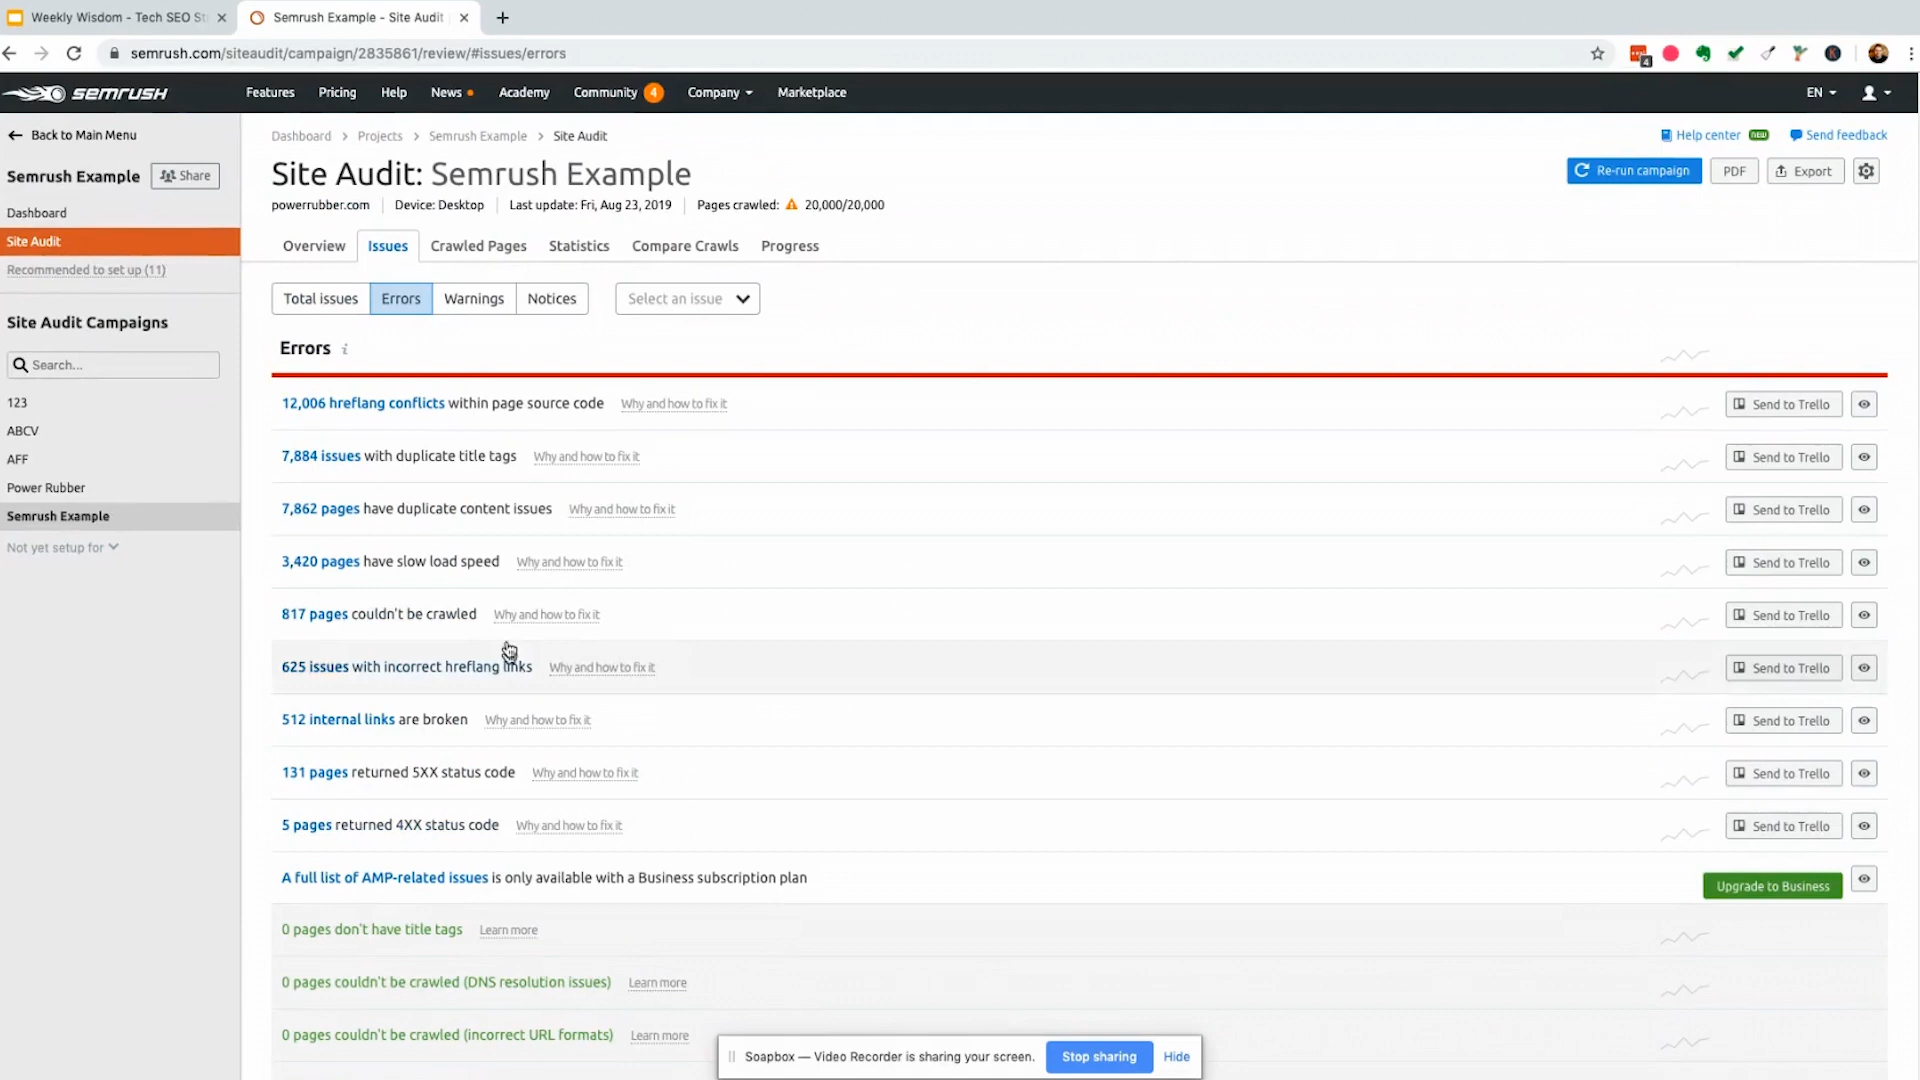 Weekly Wisdom - Tech SEO St
Semrush Example - Site Audit
semrush.com/siteaudit/campaign/2835861/review/#issues/errors
4
SEMRUSH
Features
Pricing
Help
News
Academy
Community 4
Company
Marketplace
EN
Back to Main Menu
Semrush Example
Share
Dashboard
Site Audit
Recommended to set up (11)
Site Audit Campaigns
Search...
123
ABCV
AFF
Power Rubber
Semrush Example
Not yet setup for
Dashboard > Projects > Semrush Example > Site Audit
Help center new
Send feedback
Site Audit: Semrush Example
Re-run campaign
PDF
Export
powerrubber.com
Device: Desktop
Last update: Fri, Aug 23, 2019
Pages crawled: 20,000/20,000
Overview
Issues
Crawled Pages
Statistics
Compare Crawls
Progress
Total issues
Errors
Warnings
Notices
Select an issue
Errors i
12,006 hreflang conflicts within page source code Why and how to fix it Send to Trello
7,884 issues with duplicate title tags Why and how to fix it Send to Trello
7,862 pages have duplicate content issues Why and how to fix it Send to Trello
3,420 pages have slow load speed Why and how to fix it Send to Trello
817 pages couldn't be crawled Why and how to fix it Send to Trello
625 issues with incorrect hreflang links Why and how to fix it Send to Trello
512 internal links are broken Why and how to fix it Send to Trello
131 pages returned 5XX status code Why and how to fix it Send to Trello
5 pages returned 4XX status code Why and how to fix it Send to Trello
A full list of AMP-related issues is only available with a Business subscription plan Upgrade to Business
0 pages don't have title tags Learn more
0 pages couldn't be crawled (DNS resolution issues) Learn more
0 pages couldn't be crawled (incorrect URL formats) Learn more
Soapbox — Video Recorder is sharing your screen. Stop sharing Hide